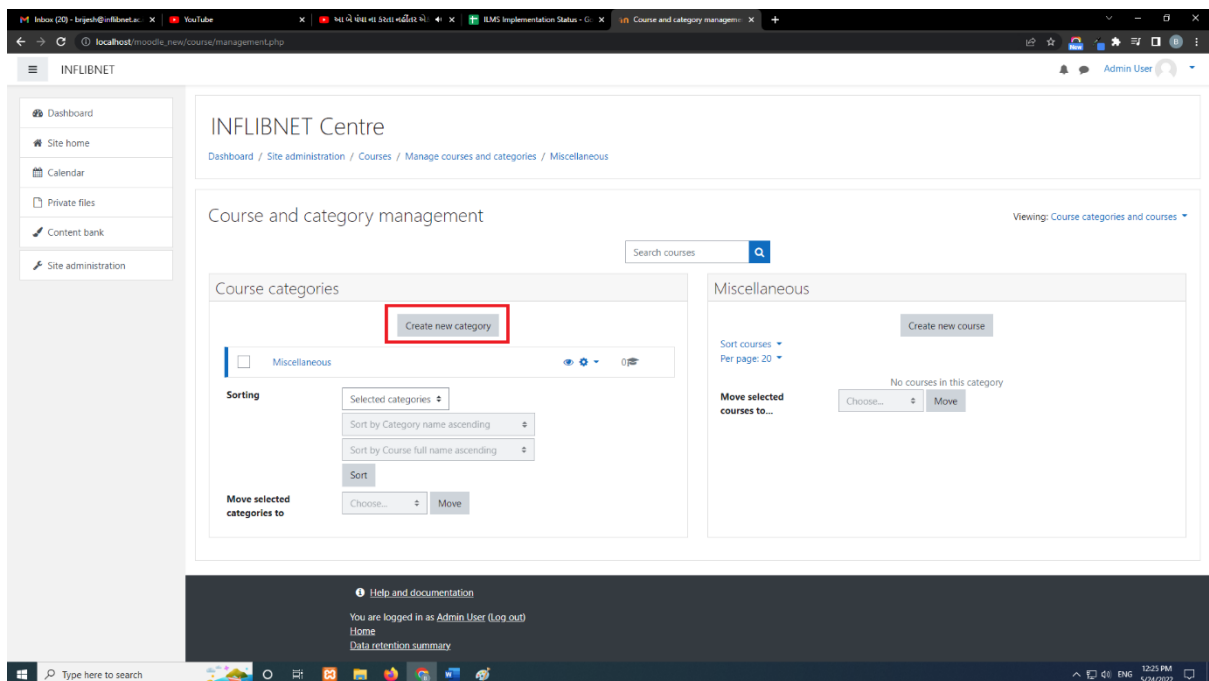 Inbox (20) - brijesh@inflibnet.ac.
YouTube
ILMS Implementation Status - Go
Course and category managemen
localhost/moodle_new/course/management.php
New
B
INFLIBNET
Admin User
Dashboard
Site home
Calendar
Private files
Content bank
Site administration
INFLIBNET Centre
Dashboard / Site administration / Courses / Manage courses and categories / Miscellaneous
Course and category management
Viewing: Course categories and courses
Search courses
Course categories
Create new category
Miscellaneous
0
Sorting
Selected categories
Sort by Category name ascending
Sort by Course full name ascending
Sort
Move selected categories to
Choose...
Move
Miscellaneous
Create new course
Sort courses
Per page: 20
No courses in this category
Move selected courses to...
Choose...
Move
Help and documentation
You are logged in as Admin User (Log out)
Home
Data retention summary
Type here to search
ENG
12:25 PM
5/24/2022